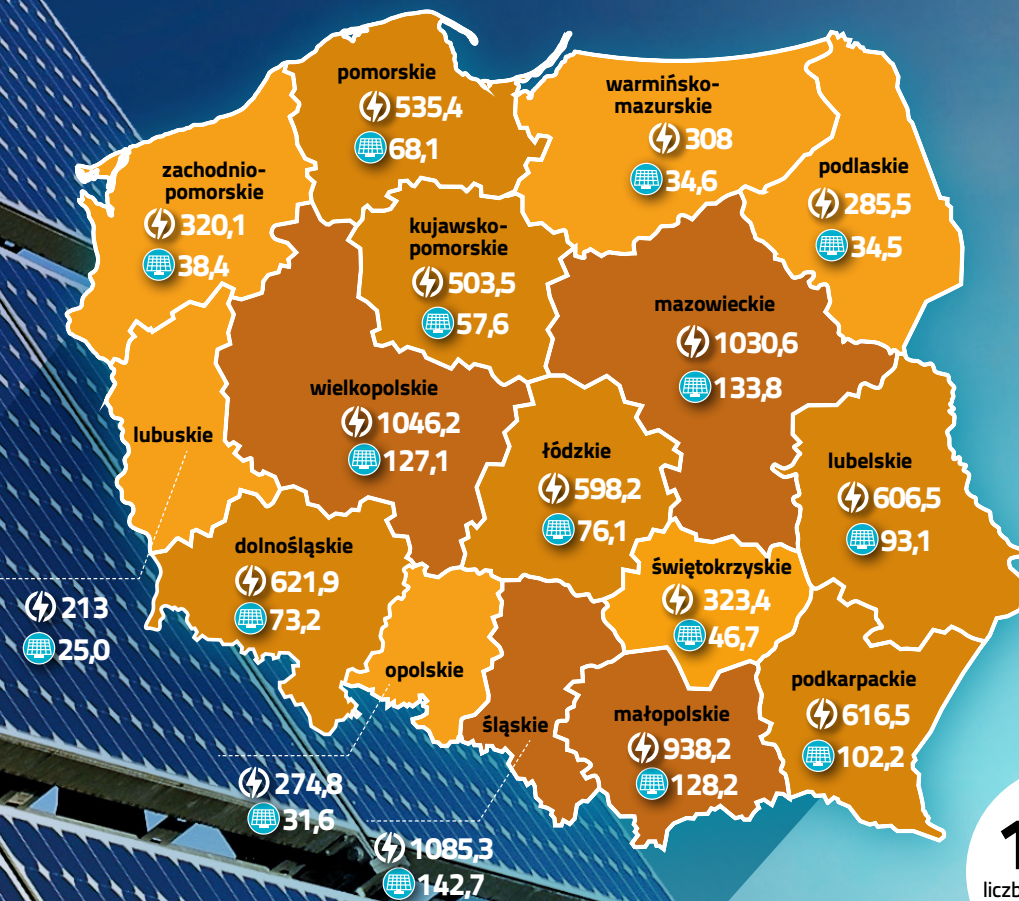 pomorskie
535,4
68,1
warmińsko-
mazurskie
308
34,6
podlaskie
285,5
34,5
zachodnio-
pomorskie
320,1
38,4
kujawsko-
pomorskie
503,5
57,6
mazowieckie
1030,6
133,8
wielkopolskie
1046,2
127,1
lubuskie
213
25,0
łódzkie
598,2
76,1
lubelskie
606,5
93,1
dolnośląskie
621,9
73,2
świętokrzyskie
323,4
46,7
opolskie
274,8
31,6
śląskie
1085,3
142,7
małopolskie
938,2
128,2
podkarpackie
616,5
102,2
1
liczb